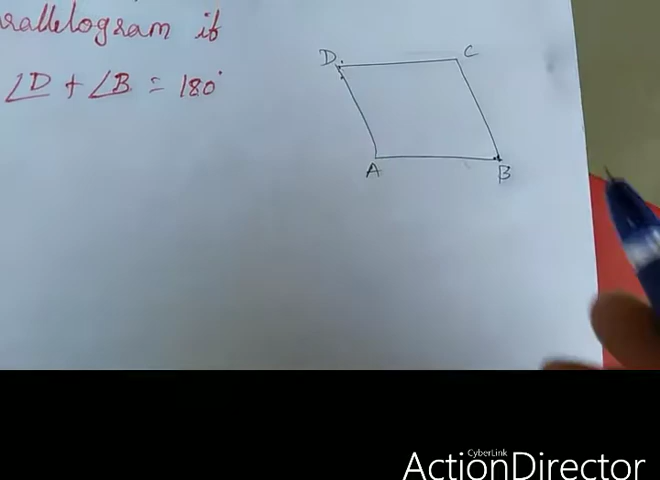 rallelogram if
∠D + ∠B = 180°
D
C
A
B
CyberLink
ActionDirector